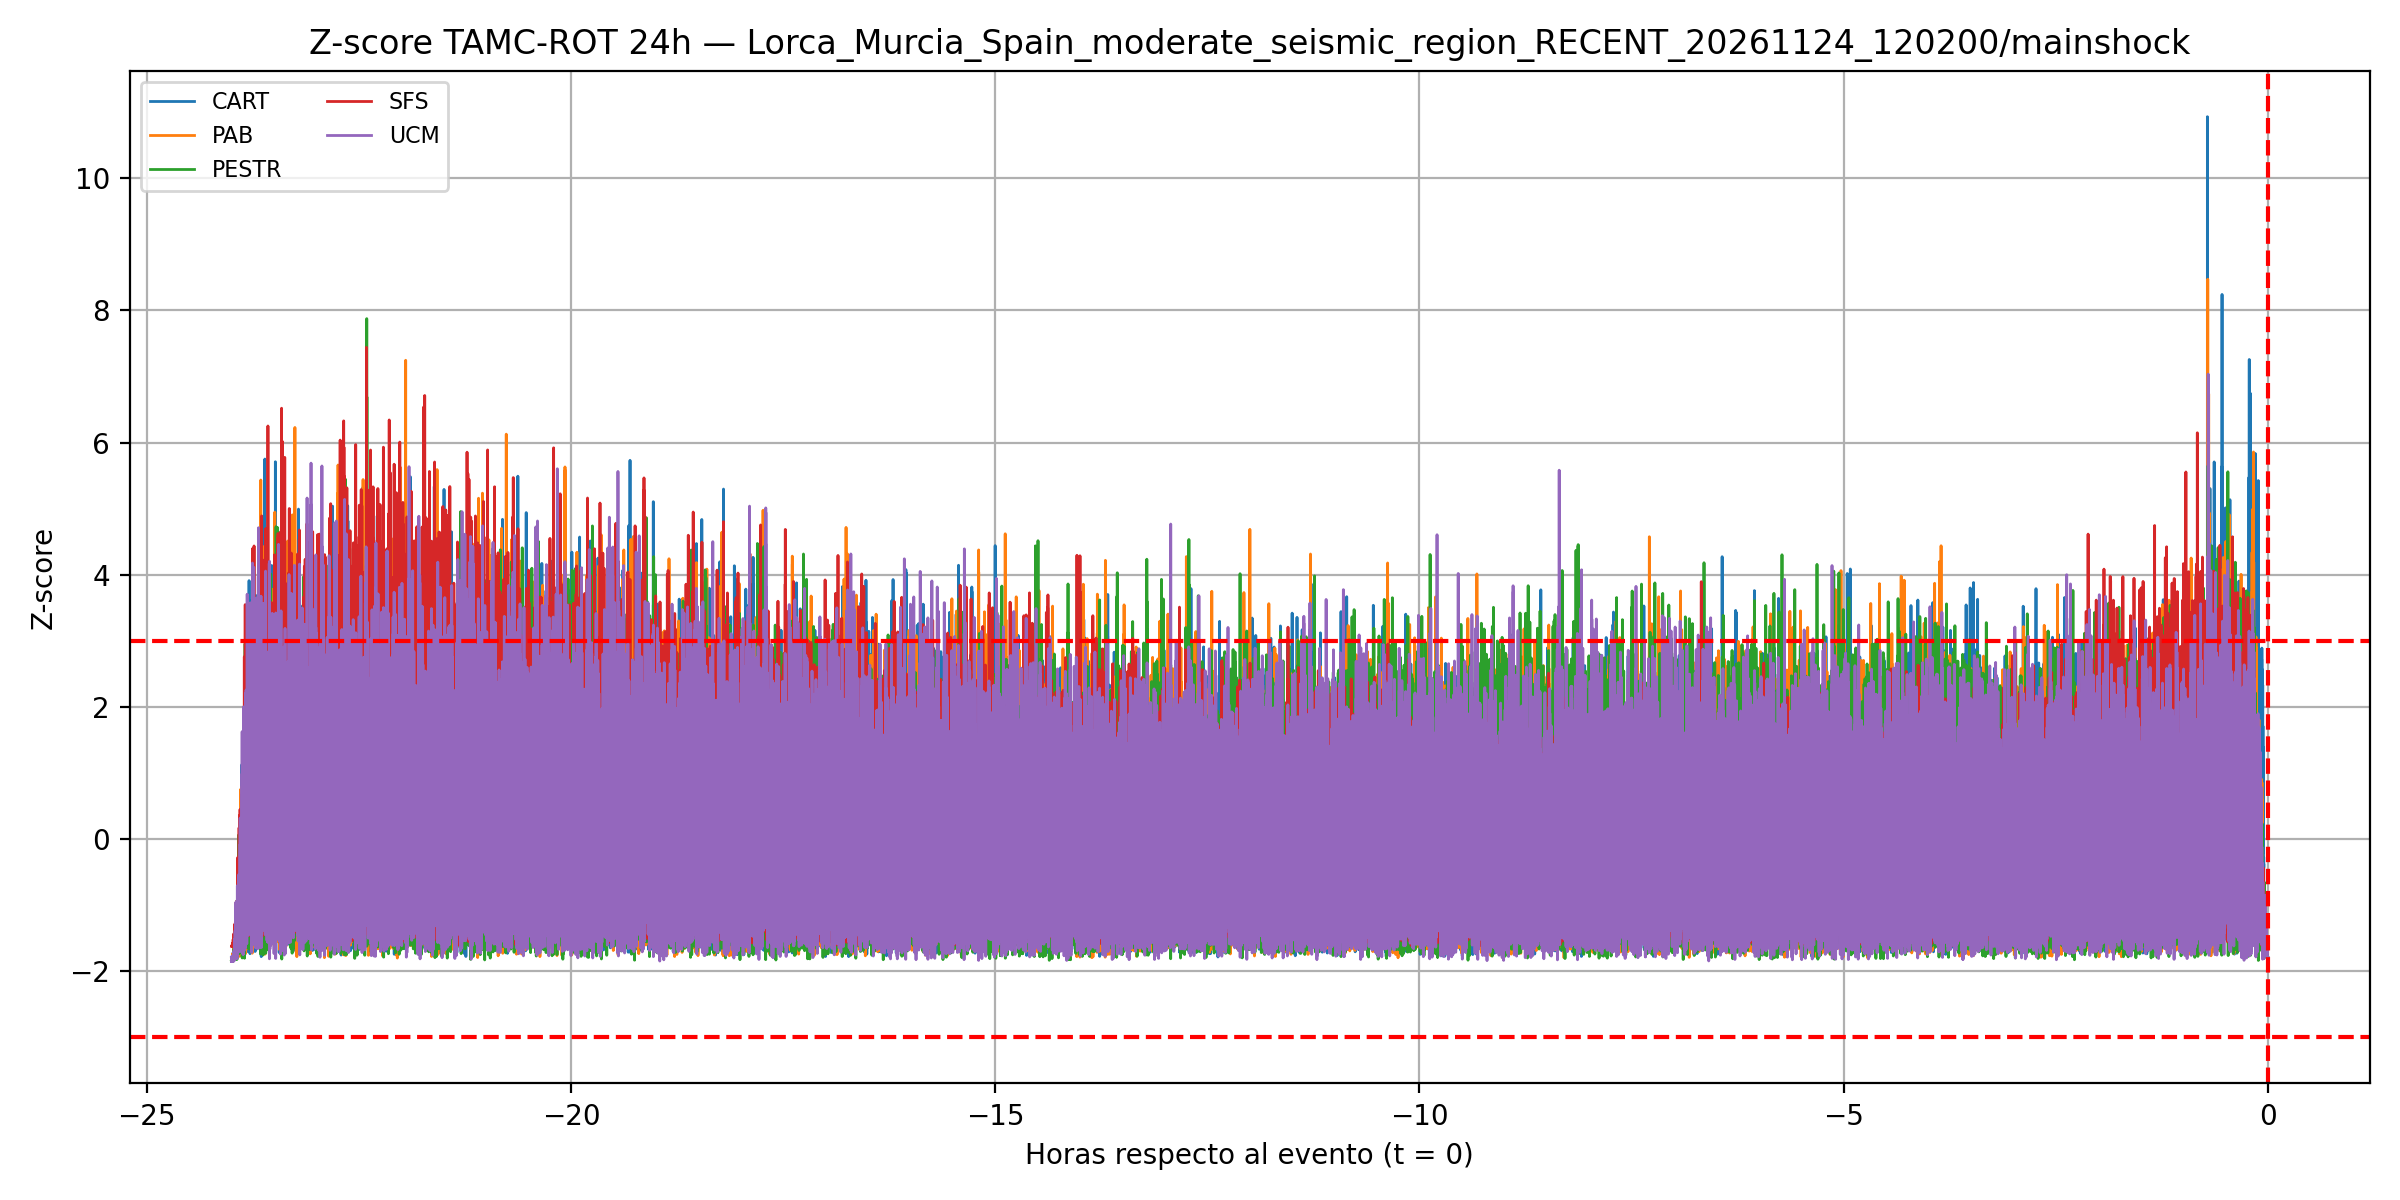 Z-score TAMC-ROT 24h — Lorca_Murcia_Spain_moderate_seismic_region_RECENT_20261124_120200/mainshock
CART
PAB
PESTR
SFS
UCM
Z-score
10
8
6
4
2
0
−2
−25
−20
−15
−10
−5
0
Horas respecto al evento (t = 0)